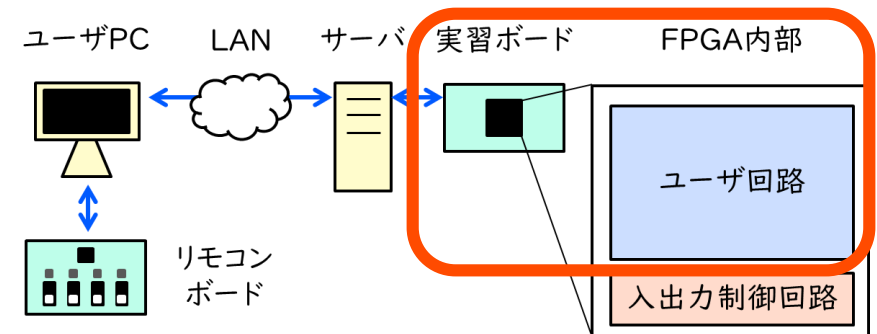 ユーザPC
LAN
サーバ
実習ボード
FPGA内部
ユーザ回路
リモコン
ボード
入出力制御回路